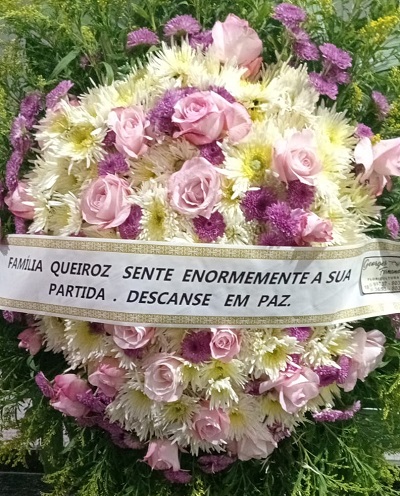 FAMÍLIA QUEIROZ SENTE ENORMEMENTE A SUA
PARTIDA . DESCANSE EM PAZ.